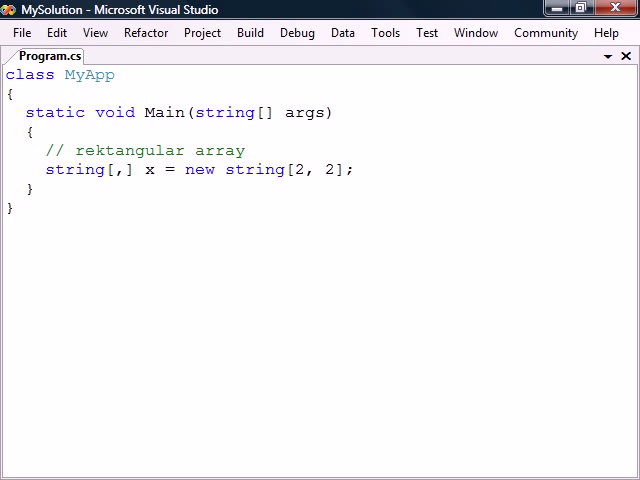 MySolution - Microsoft Visual Studio
File Edit View Refactor Project Build Debug Data Tools Test Window Community Help
Program.cs
class MyApp
{
static void Main(string[] args)
{
// rektangular array
string[,] x = new string[2, 2];
}
}